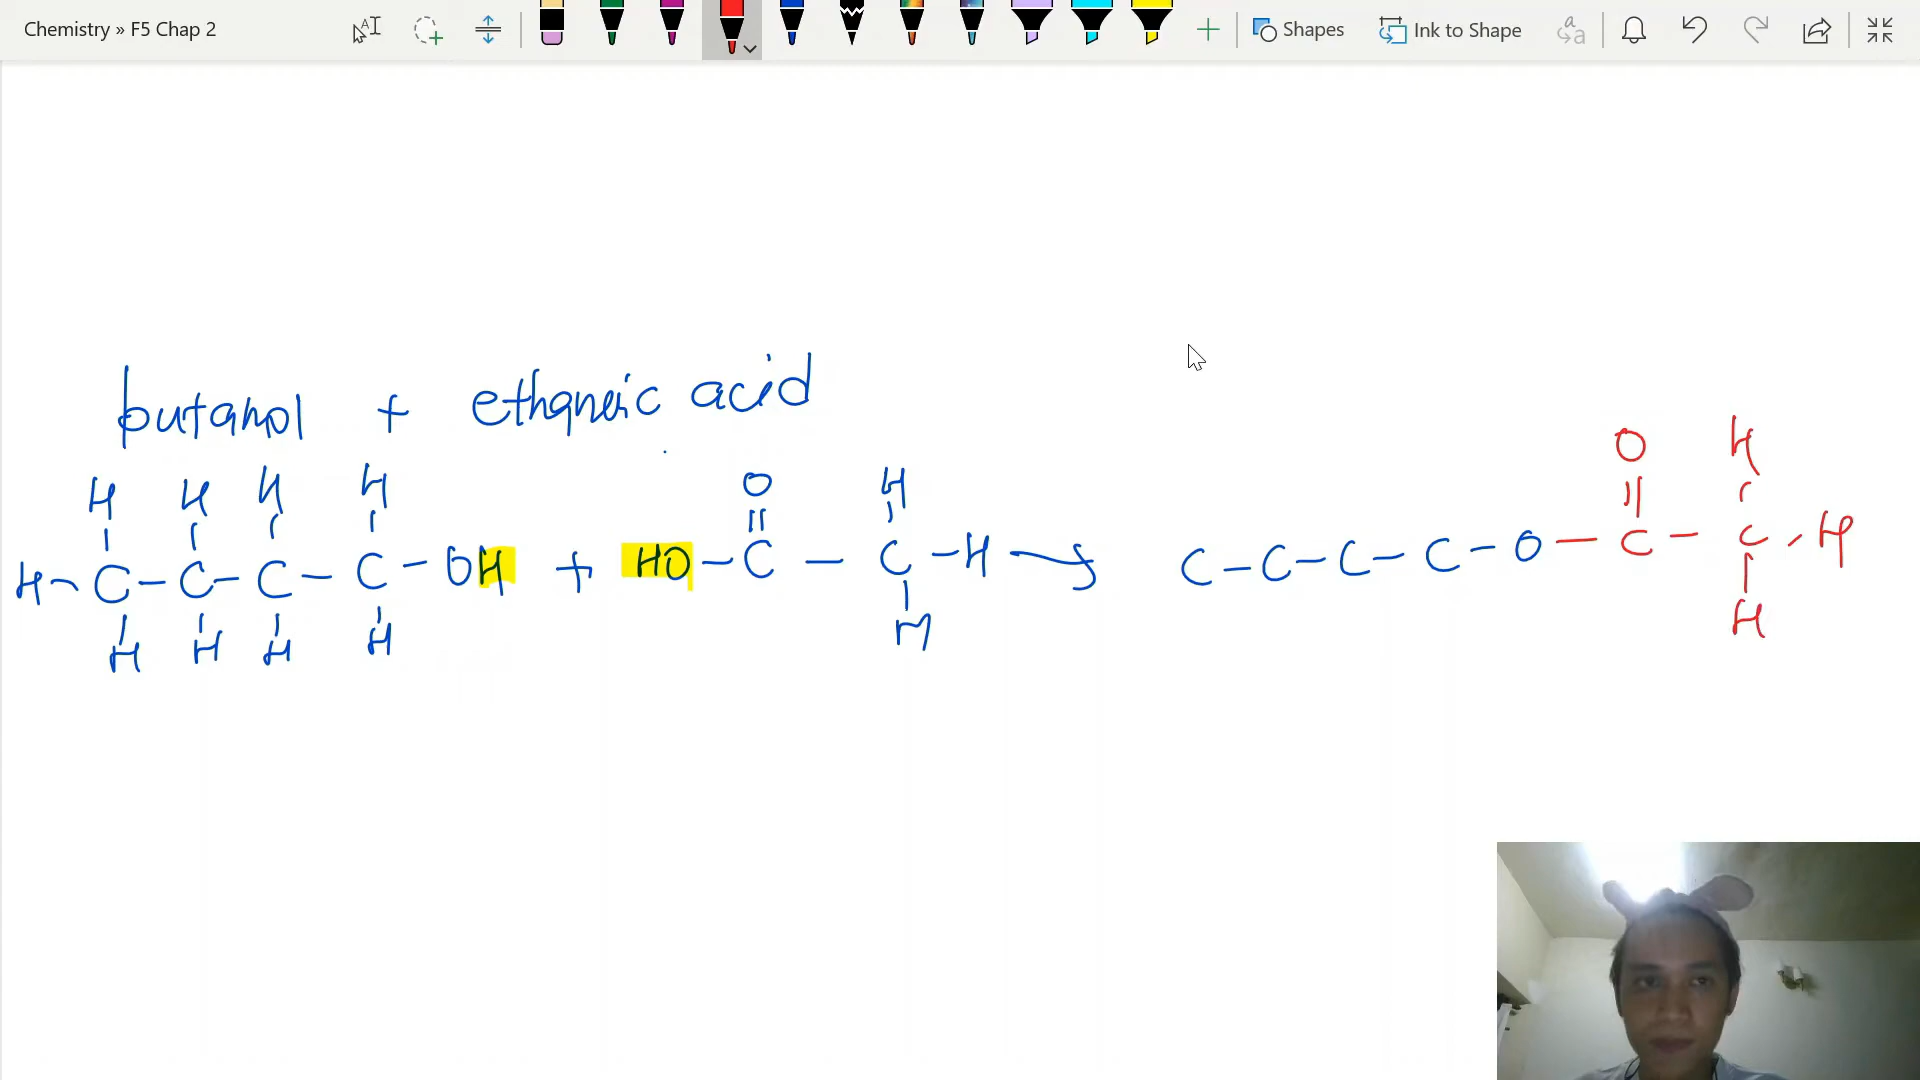 Chemistry » F5 Chap 2
Shapes
Ink to Shape
butanol + ethanoic acid
H H H H O H O H
H - C - C - C - C - OH + HO - C - C - H → C - C - C - C - O - C - C - H
H H H H H H